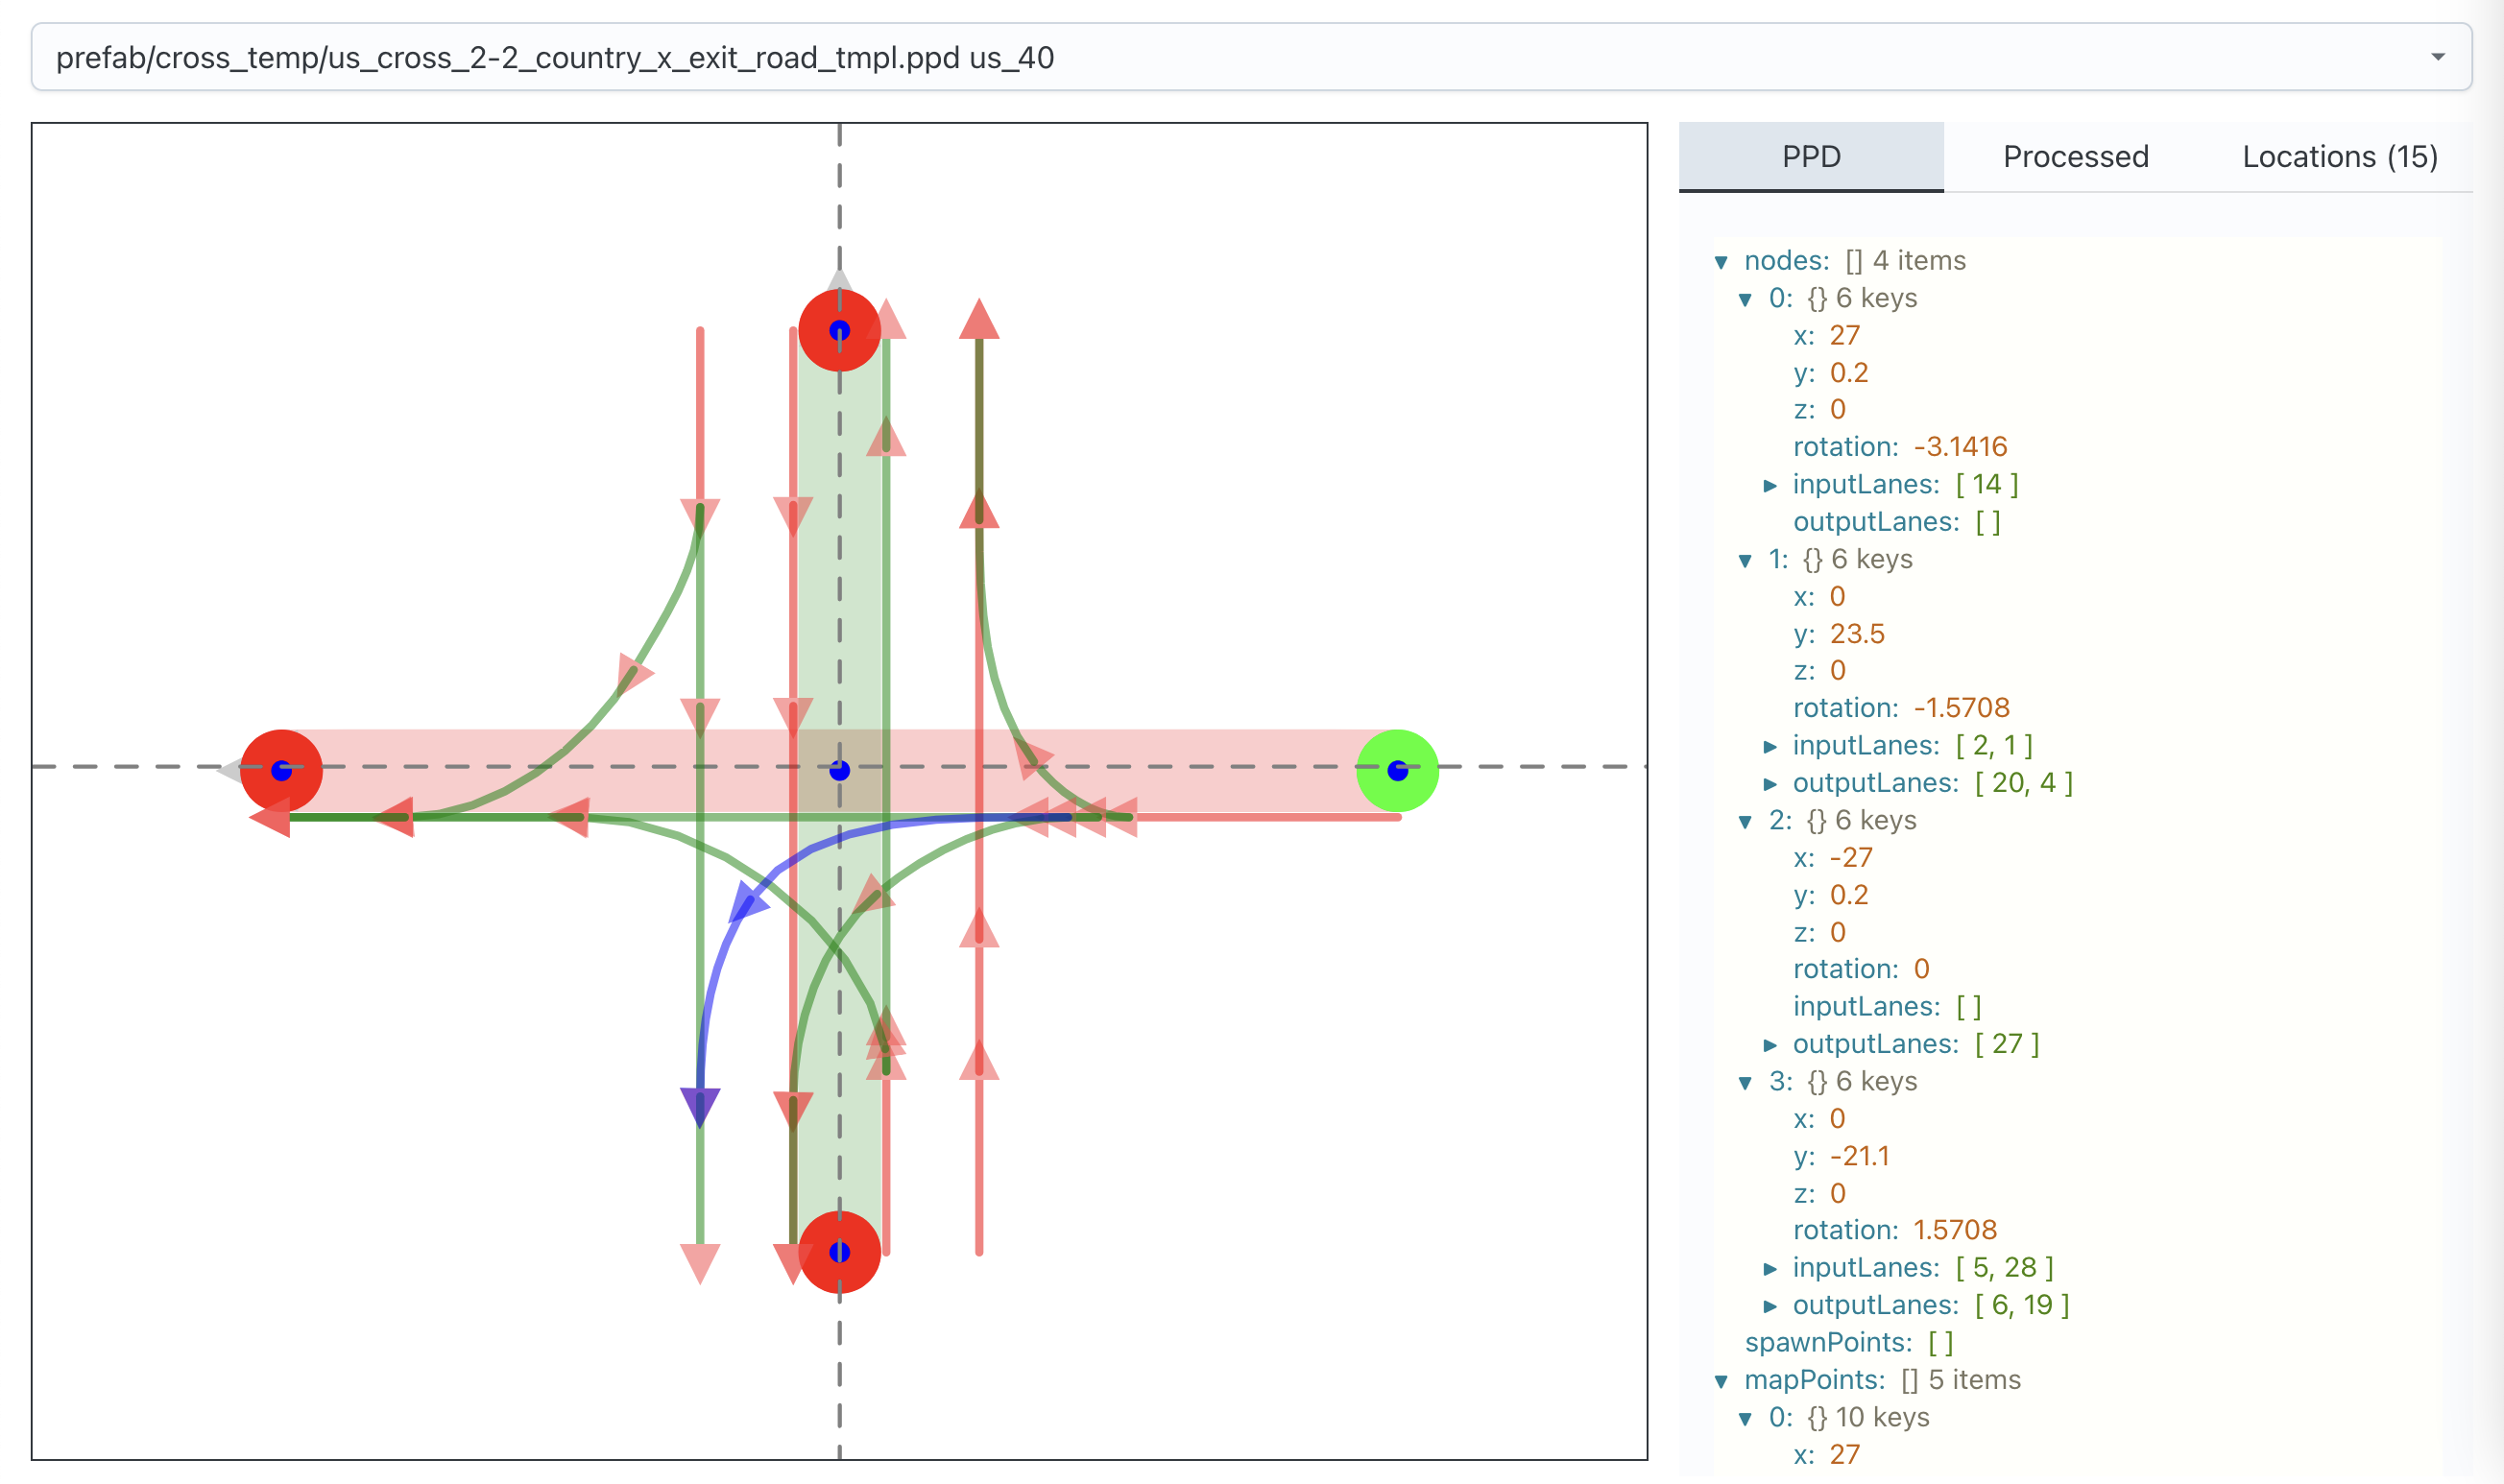 prefab/cross_temp/us_cross_2-2_country_x_exit_road_tmpl.ppd us_40
PPD Processed Locations (15)
▼ nodes: [] 4 items
▼ 0: {} 6 keys
x: 27
y: 0.2
z: 0
rotation: -3.1416
► inputLanes: [ 14 ]
outputLanes: [ ]
▼ 1: {} 6 keys
x: 0
y: 23.5
z: 0
rotation: -1.5708
► inputLanes: [ 2, 1 ]
► outputLanes: [ 20, 4 ]
▼ 2: {} 6 keys
x: -27
y: 0.2
z: 0
rotation: 0
inputLanes: [ ]
► outputLanes: [ 27 ]
▼ 3: {} 6 keys
x: 0
y: -21.1
z: 0
rotation: 1.5708
► inputLanes: [ 5, 28 ]
► outputLanes: [ 6, 19 ]
spawnPoints: [ ]
▼ mapPoints: [] 5 items
▼ 0: {} 10 keys
x: 27